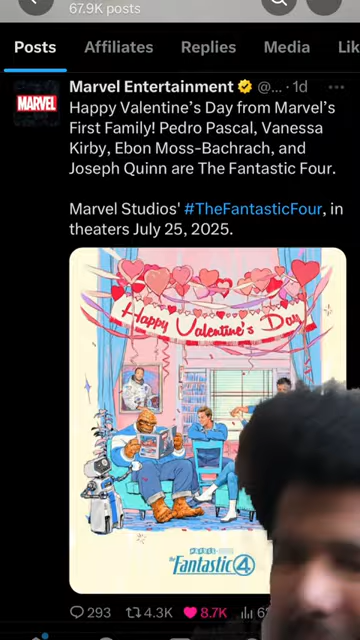 67.9K posts
Posts Affiliates Replies Media Lik
Marvel Entertainment @... · 1d
MARVEL
Happy Valentine's Day from Marvel's
First Family! Pedro Pascal, Vanessa
Kirby, Ebon Moss-Bachrach, and
Joseph Quinn are The Fantastic Four.
Marvel Studios' #TheFantasticFour, in
theaters July 25, 2025.
Happy Valentine's Day
the Fantastic 4
293 4.3K 8.7K